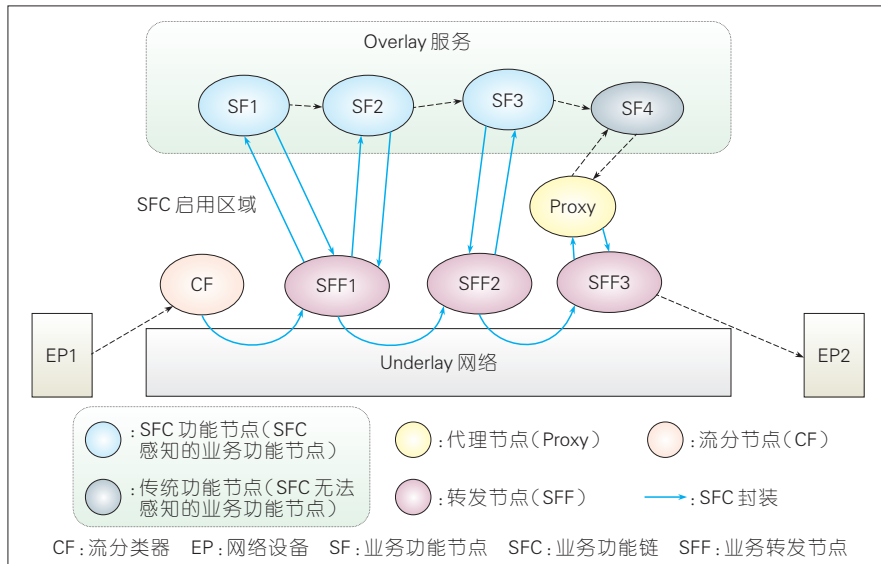 Overlay 服务
SF1
SF2
SF3
SF4
Proxy
SFC 启用区域
CF
SFF1
SFF2
SFF3
EP1
EP2
Underlay 网络
:SFC 功能节点(SFC
感知的业务功能节点)
:代理节点(Proxy)
:流分节点(CF)
:传统功能节点(SFC 无法
感知的业务功能节点)
:转发节点(SFF)
:SFC 封装
CF:流分类器 EP:网络设备 SF:业务功能节点 SFC:业务功能链 SFF:业务转发节点